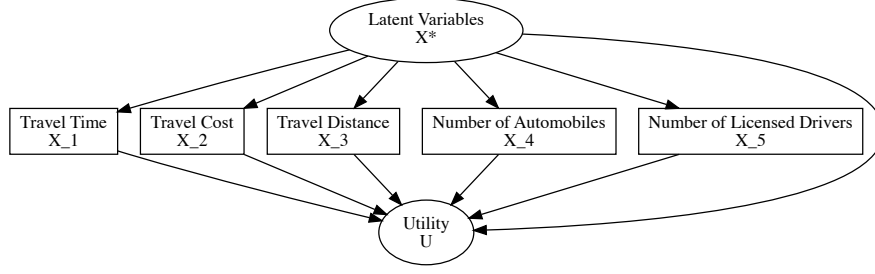 Latent Variables
X*
Travel Time
X_1
Travel Cost
X_2
Travel Distance
X_3
Number of Automobiles
X_4
Number of Licensed Drivers
X_5
Utility
U